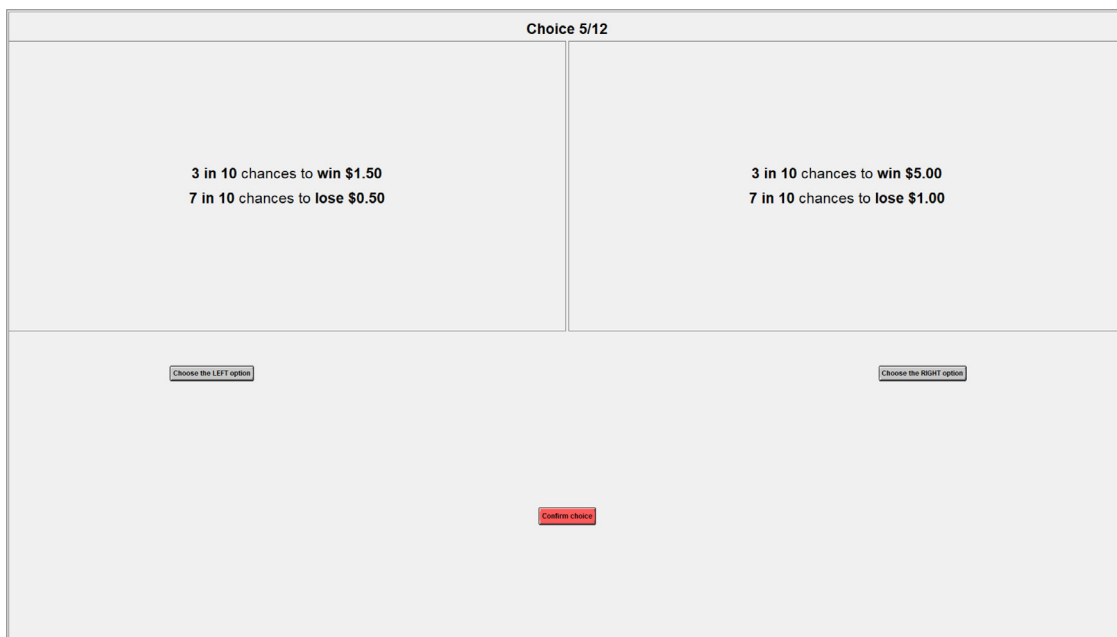 Choice 5/12
3 in 10 chances to win $1.50
7 in 10 chances to lose $0.50
3 in 10 chances to win $5.00
7 in 10 chances to lose $1.00
Choose the LEFT option
Choose the RIGHT option
Confirm choice